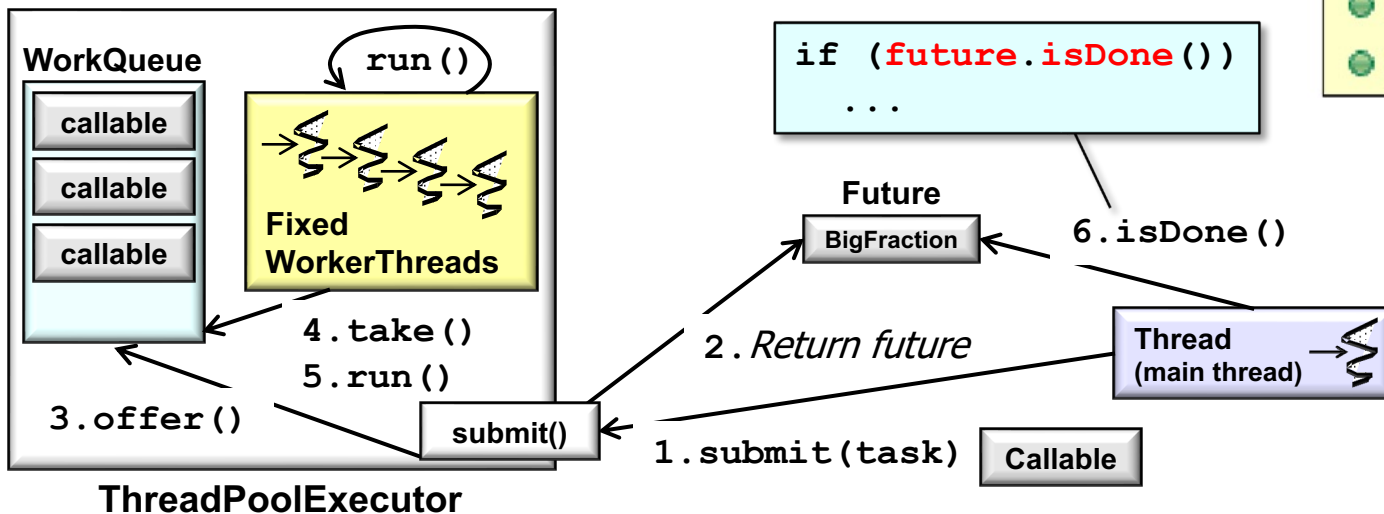 WorkQueue
callable
callable
callable
run()
Fixed
WorkerThreads
4.take()
5.run()
3.offer()
submit()
ThreadPoolExecutor
if (future.isDone())
...
Future
BigFraction
6.isDone()
2.Return future
Thread
(main thread)
1.submit(task)
Callable